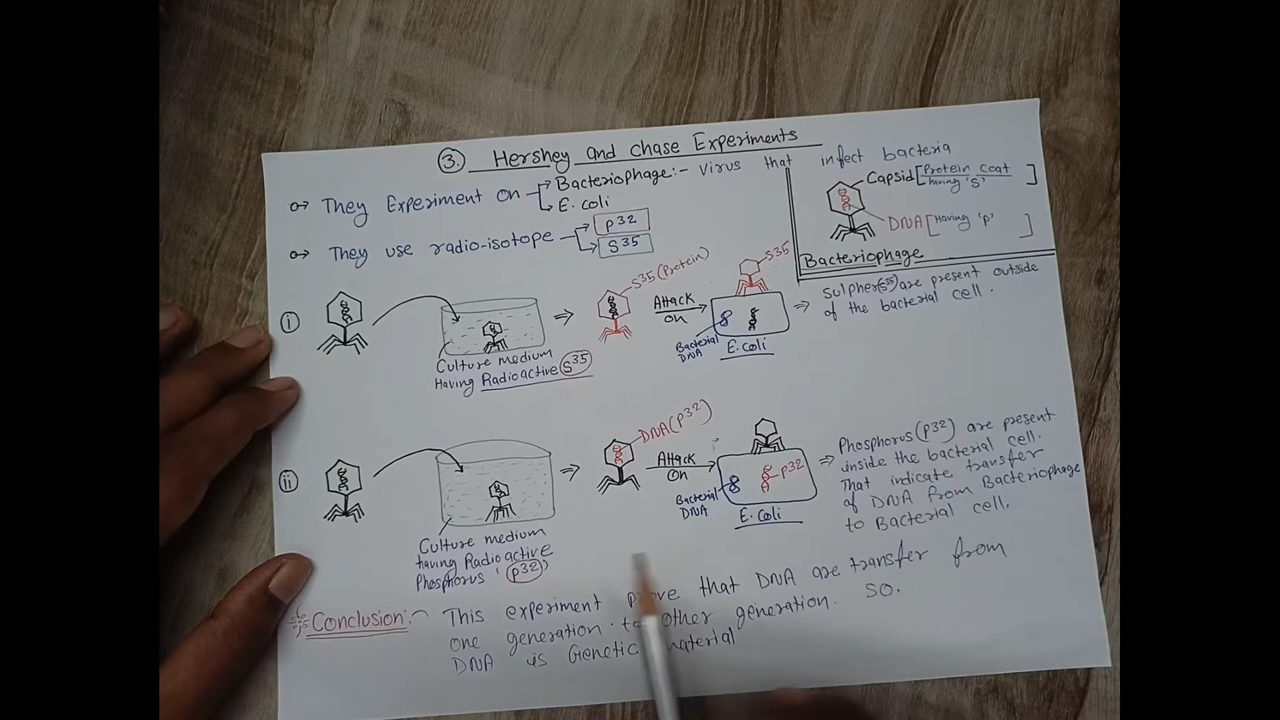 ③ Hershey and chase Experiments
↦ They Experiment on Bacteriophage:- Virus that infect bacteria
E. coli
↦ They use radio-isotope P32
S35
Capsid [Protein coat having 'S']
DNA [Having 'P']
Bacteriophage
i
Culture medium
Having Radioactive S35
S35 (Protein)
Attack
On
S35
Bacterial
DNA
E. coli
⇒ Sulpher(S35) are present outside
of the bacterial cell.
ii
Culture medium
having Radioactive
Phosphorus 'P32'
DNA(P32)
Attack
On
P32
Bacterial
DNA
E. coli
⇒ Phosphorus(P32) are present
inside the bacterial cell.
That indicate transfer
of DNA from Bacteriophage
to Bacterial cell.
Conclusion:- This experiment prove that DNA are transfer from
one generation to other generation. So.
DNA is Genetic material